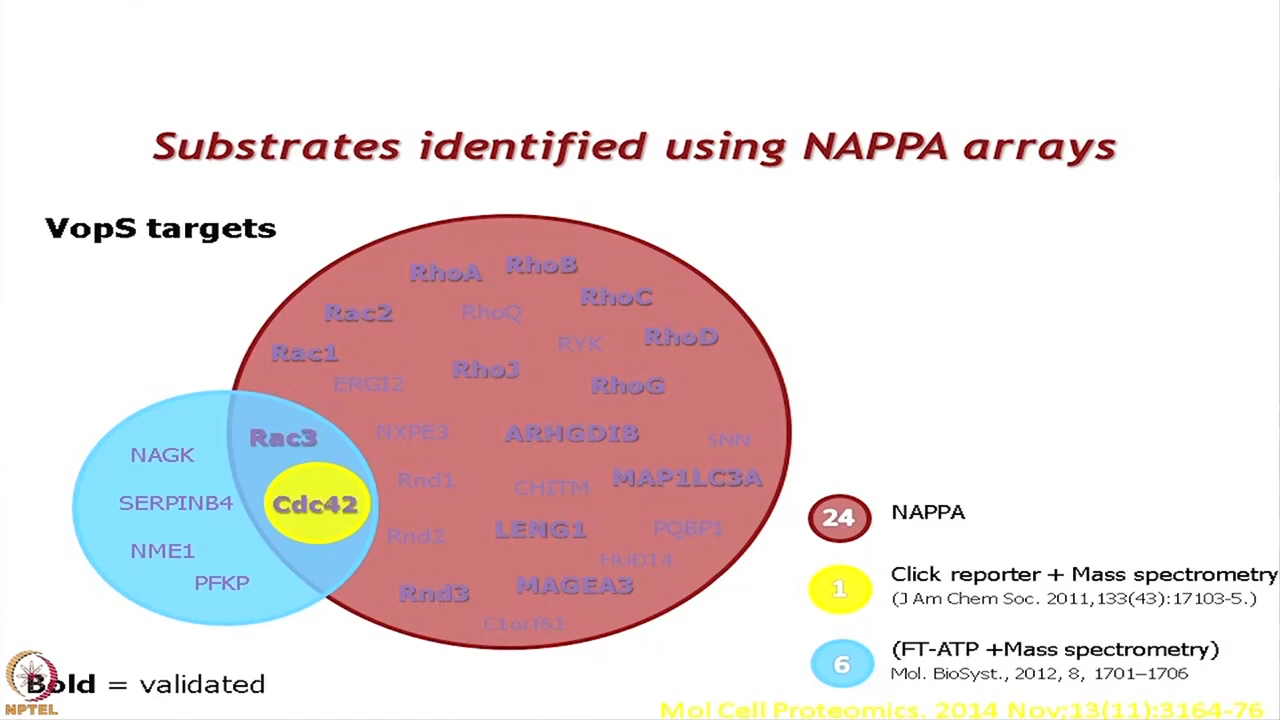 Substrates identified using NAPPA arrays
VopS targets
RhoA
RhoB
RhoC
Rac2
RhoQ
RYK
RhoD
Rac1
RhoJ
ERGI2
RhoG
NXPE3
ARHGDIB
SNN
Rac3
NAGK
Rnd1
CHITM
MAP1LC3A
SERPINB4
Cdc42
Rnd2
LENG1
PQBP1
NME1
PFKP
Rnd3
MAGEA3
C1orf61
24 NAPPA
1 Click reporter + Mass spectrometry
(J Am Chem Soc. 2011,133(43):17103-5.)
6 (FT-ATP +Mass spectrometry)
Mol. BioSyst., 2012, 8, 1701–1706
Bold = validated
NPTEL
Mol Cell Proteomics. 2014 Nov;13(11):3164-76